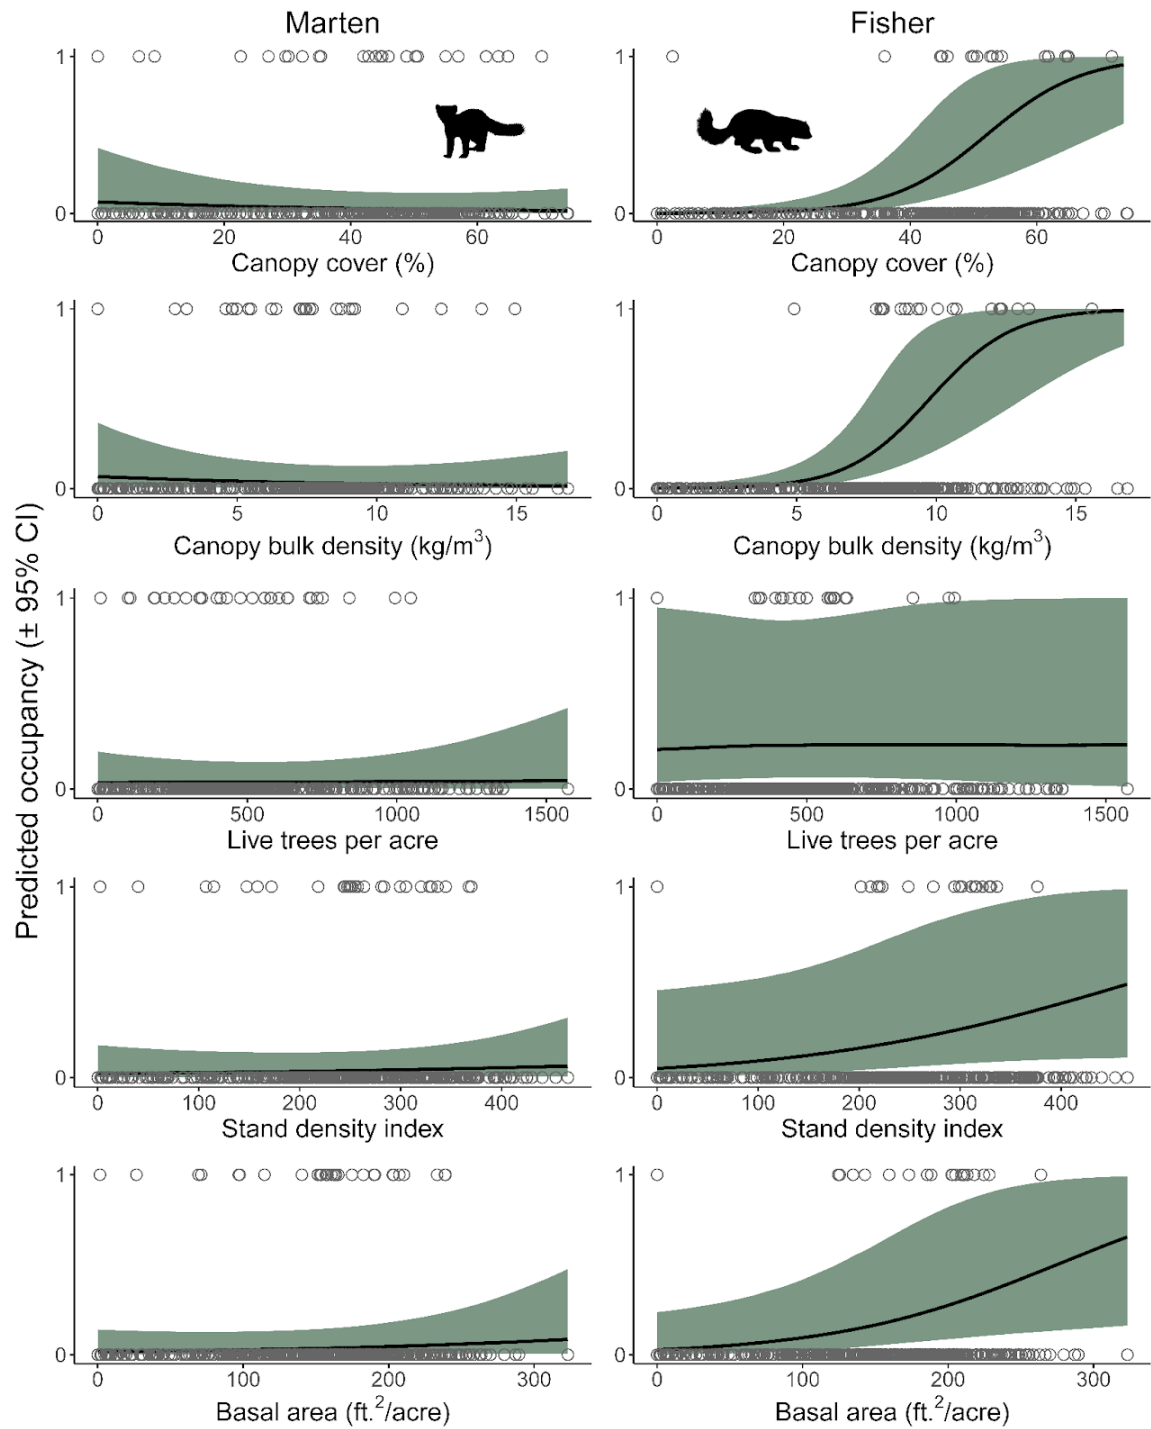 Marten
Fisher
Predicted occupancy (± 95% CI)
1
0
0 20 40 60
Canopy cover (%)
1
0
0 20 40 60
Canopy cover (%)
1
0
0 5 10 15
Canopy bulk density (kg/m³)
1
0
0 5 10 15
Canopy bulk density (kg/m³)
1
0
0 500 1000 1500
Live trees per acre
1
0
0 500 1000 1500
Live trees per acre
1
0
0 100 200 300 400
Stand density index
1
0
0 100 200 300 400
Stand density index
1
0
0 100 200 300
Basal area (ft.²/acre)
1
0
0 100 200 300
Basal area (ft.²/acre)